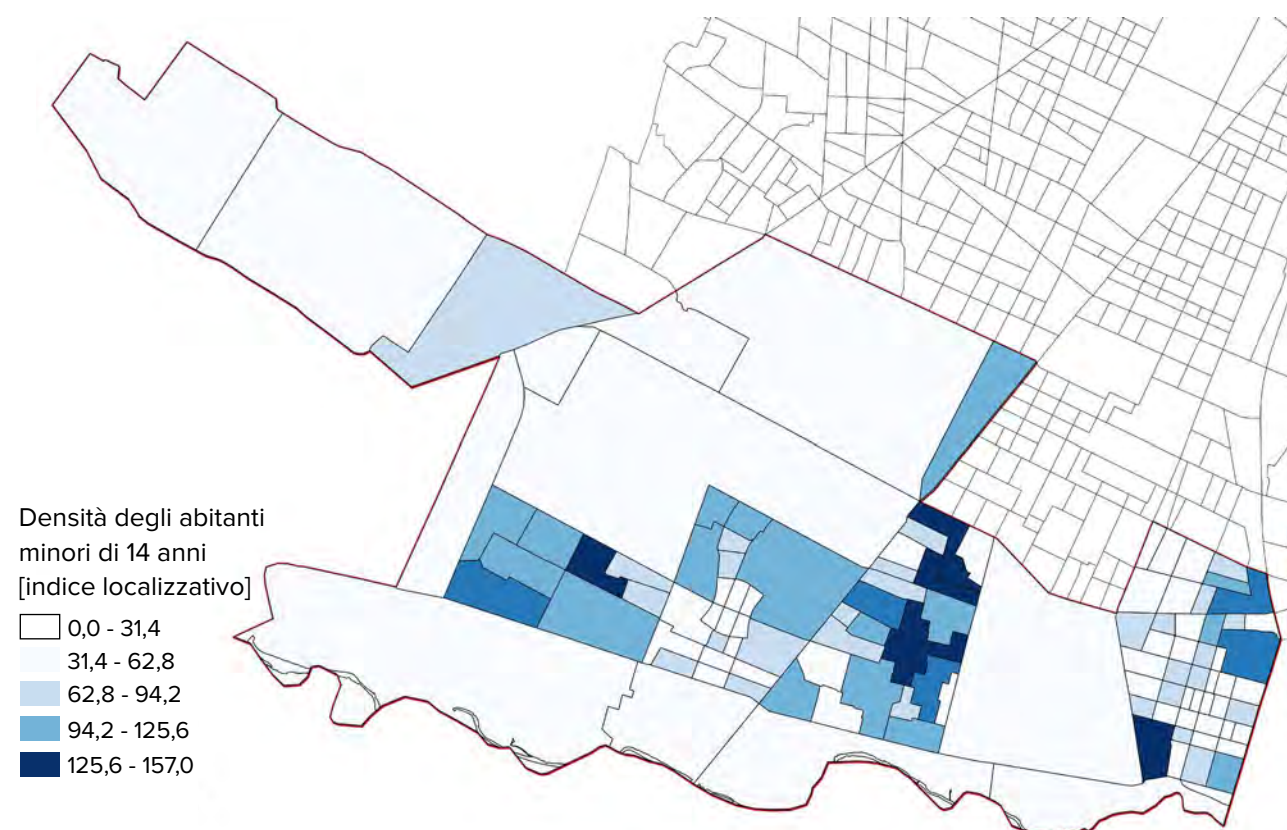 Densità degli abitanti
minori di 14 anni
[indice localizzativo]
0,0 - 31,4
31,4 - 62,8
62,8 - 94,2
94,2 - 125,6
125,6 - 157,0